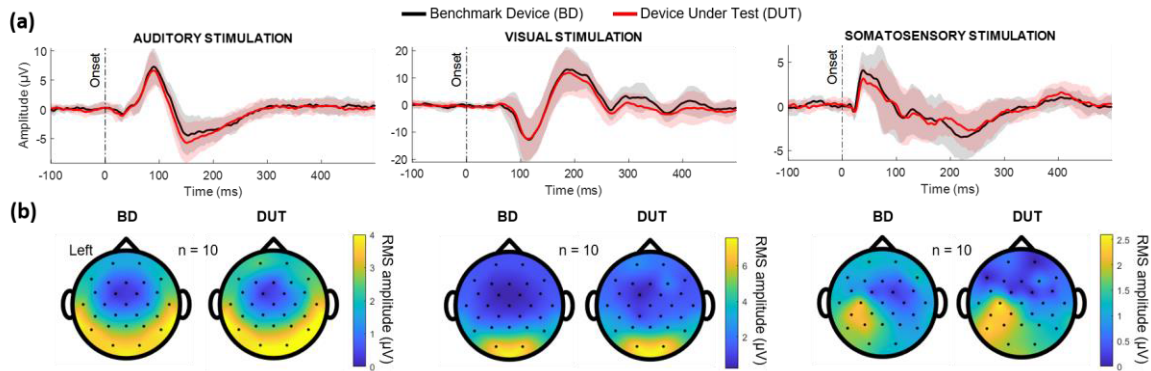 Benchmark Device (BD) Device Under Test (DUT)
(a)
AUDITORY STIMULATION
VISUAL STIMULATION
SOMATOSENSORY STIMULATION
Amplitude (µV)
10
5
0
-5
Onset
-100 0 100 200 300 400
Time (ms)
20
10
0
-10
-20
Onset
-100 0 100 200 300 400
Time (ms)
5
0
-5
Onset
-100 0 100 200 300 400
Time (ms)
(b)
BD DUT
Left n = 10
4
3
2
1
0
RMS amplitude (µV)
BD DUT
n = 10
6
4
2
RMS amplitude (µV)
BD DUT
n = 10
2.5
2
1.5
1
0.5
0
RMS amplitude (µV)